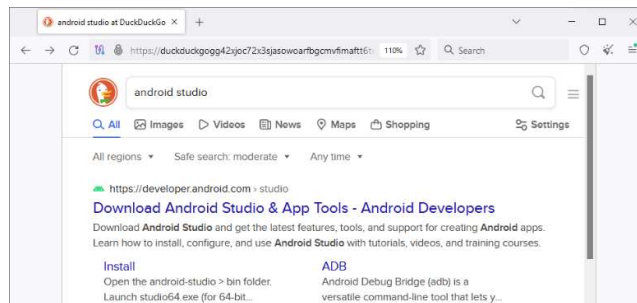 android studio at DuckDuckGo
https://duckduckgogg42xjoc72x3sjasowoarfbgcmvfimaftt6t 110% Search
android studio
All Images Videos News Maps Shopping Settings
All regions Safe search: moderate Any time
https://developer.android.com › studio
Download Android Studio & App Tools - Android Developers
Download Android Studio and get the latest features, tools, and support for creating Android apps.
Learn how to install, configure, and use Android Studio with tutorials, videos, and training courses.
Install ADB
Open the android-studio > bin folder. Android Debug Bridge (adb) is a
Launch studio64.exe (for 64-bit... versatile command-line tool that lets y...